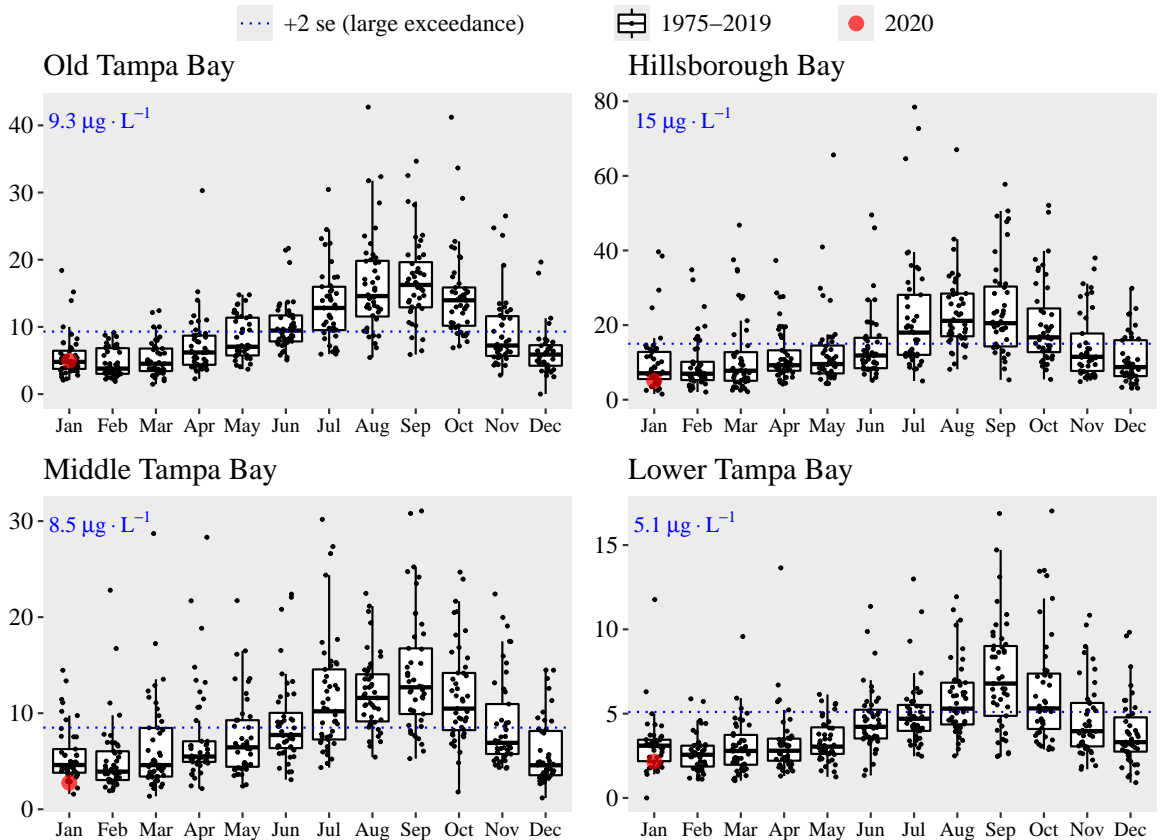 +2 se (large exceedance) 1975–2019 2020
Old Tampa Bay
9.3 µg · L⁻¹
40
30
20
10
0
Jan Feb Mar Apr May Jun Jul Aug Sep Oct Nov Dec
Hillsborough Bay
15 µg · L⁻¹
80
60
40
20
0
Jan Feb Mar Apr May Jun Jul Aug Sep Oct Nov Dec
Middle Tampa Bay
8.5 µg · L⁻¹
30
20
10
0
Jan Feb Mar Apr May Jun Jul Aug Sep Oct Nov Dec
Lower Tampa Bay
5.1 µg · L⁻¹
15
10
5
0
Jan Feb Mar Apr May Jun Jul Aug Sep Oct Nov Dec